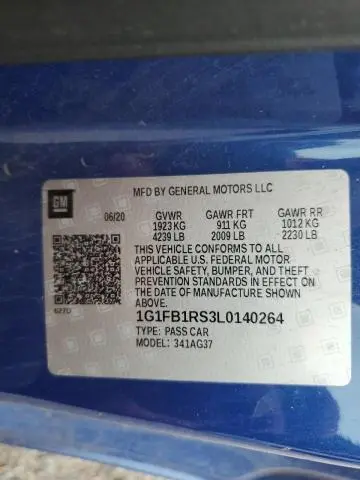 MFD BY GENERAL MOTORS LLC
GM
06/20 GVWR GAWR FRT GAWR RR
1923 KG 911 KG 1012 KG
4239 LB 2009 LB 2230 LB
THIS VEHICLE CONFORMS TO ALL
APPLICABLE U.S. FEDERAL MOTOR
VEHICLE SAFETY, BUMPER, AND THEFT
PREVENTION STANDARDS IN EFFECT ON
THE DATE OF MANUFACTURE SHOWN ABOVE.
1G1FB1RS3L0140264
TYPE: PASS CAR
MODEL: 341AG37